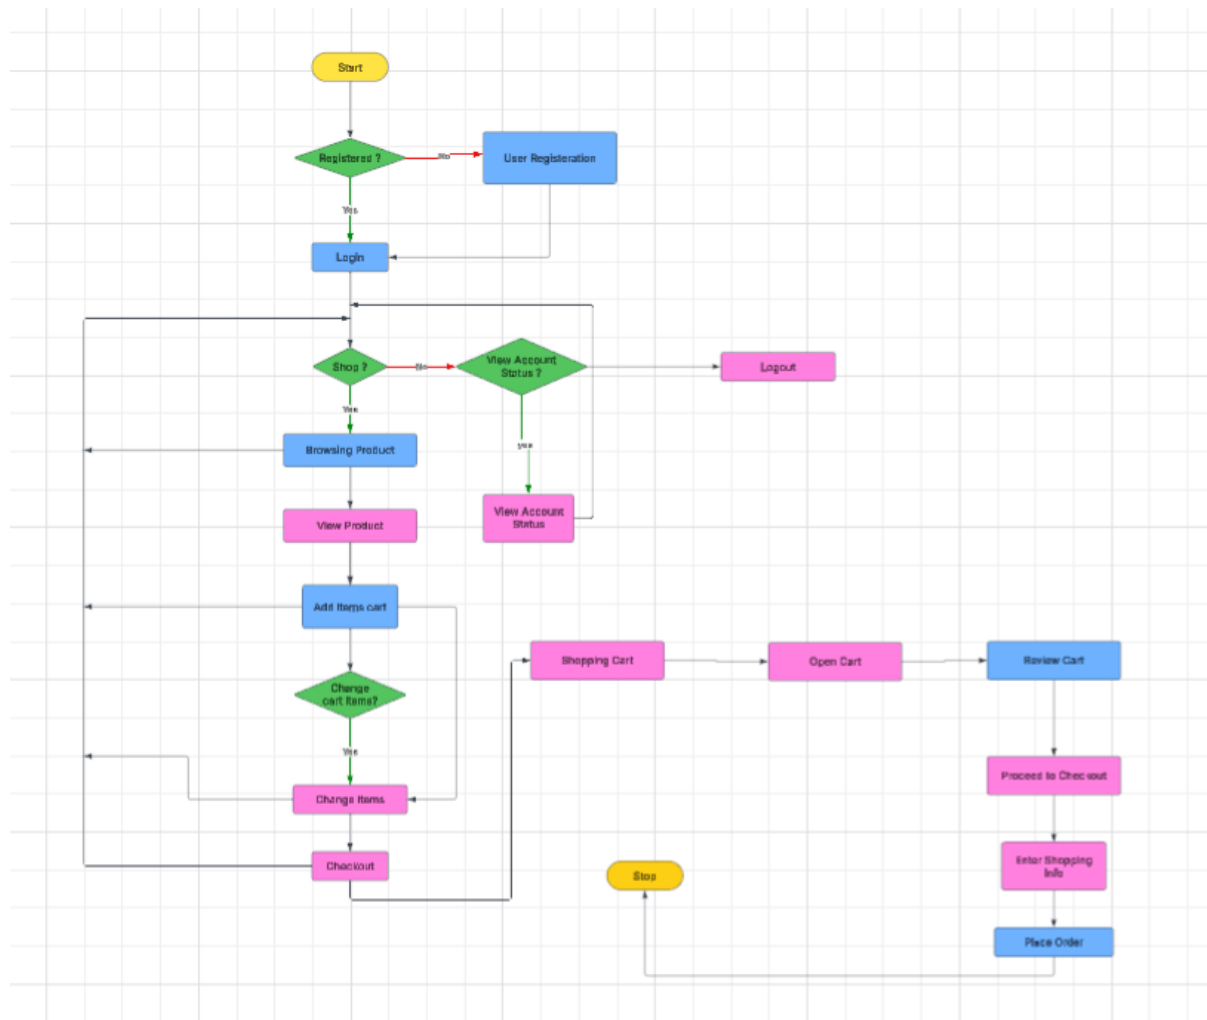 Start
Registered ?
No
User Registeration
Yes
Login
Shop ?
No
View Account
Status ?
Logout
Yes
Browsing Product
yes
View Product
View Account
Status
Add items cart
Shopping Cart
Open Cart
Review Cart
Change
cart items?
Yes
Proceed to Checkout
Change Items
Checkout
Enter Shopping
Info
Stop
Place Order